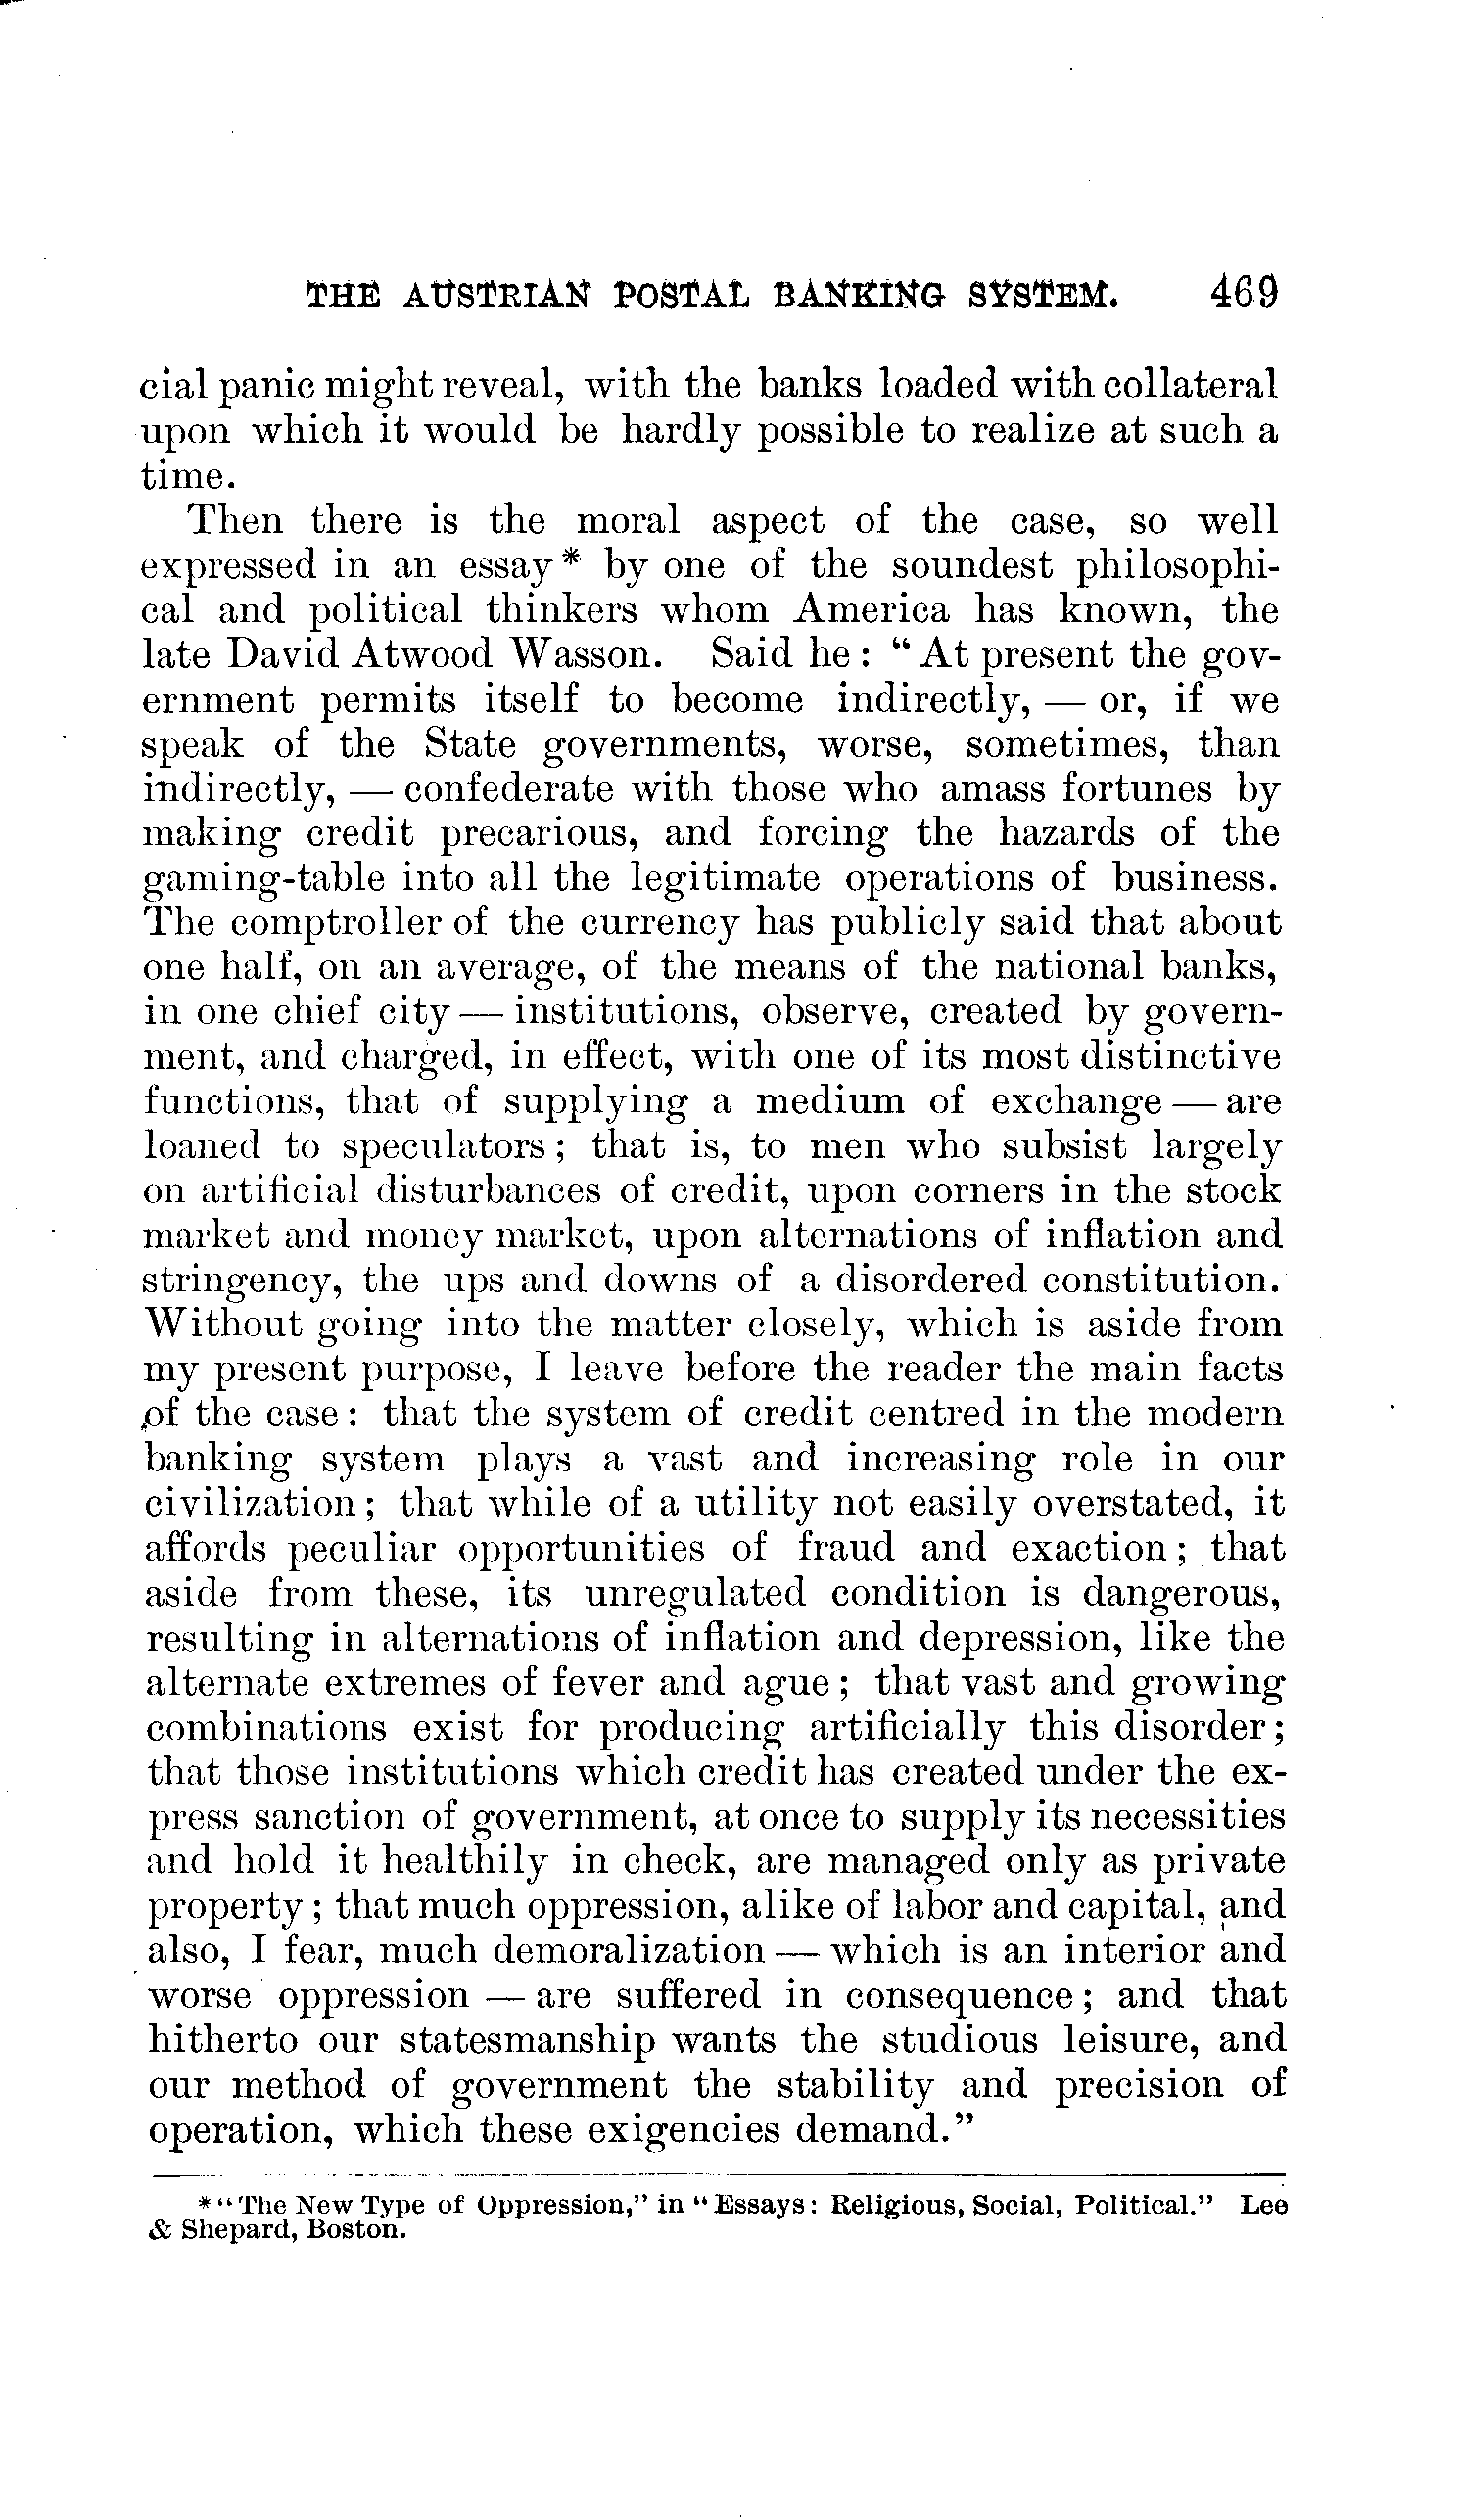 THE AUSTRIAN POSTAL BANKING SYSTEM. 469
cial panic might reveal, with the banks loaded with collateral
upon which it would be hardly possible to realize at such a
time.
Then there is the moral aspect of the case, so well
expressed in an essay * by one of the soundest philosophi-
cal and political thinkers whom America has known, the
late David Atwood Wasson. Said he : “ At present the gov-
ernment permits itself to become indirectly, — or, if we
speak of the State governments, worse, sometimes, than
indirectly, — confederate with those who amass fortunes by
making credit precarious, and forcing the hazards of the
gaming-table into all the legitimate operations of business.
The comptroller of the currency has publicly said that about
one half, on an average, of the means of the national banks,
in one chief city — institutions, observe, created by govern-
ment, and charged, in effect, with one of its most distinctive
functions, that of supplying a medium of exchange — are
loaned to speculators ; that is, to men who subsist largely
on artificial disturbances of credit, upon corners in the stock
market and money market, upon alternations of inflation and
stringency, the ups and downs of a disordered constitution.
Without going into the matter closely, which is aside from
my present purpose, I leave before the reader the main facts
of the case : that the system of credit centred in the modern
banking system plays a vast and increasing role in our
civilization ; that while of a utility not easily overstated, it
affords peculiar opportunities of fraud and exaction ; that
aside from these, its unregulated condition is dangerous,
resulting in alternations of inflation and depression, like the
alternate extremes of fever and ague ; that vast and growing
combinations exist for producing artificially this disorder ;
that those institutions which credit has created under the ex-
press sanction of government, at once to supply its necessities
and hold it healthily in check, are managed only as private
property ; that much oppression, alike of labor and capital, and
also, I fear, much demoralization — which is an interior and
worse oppression — are suffered in consequence ; and that
hitherto our statesmanship wants the studious leisure, and
our method of government the stability and precision of
operation, which these exigencies demand.”
* “ The New Type of Oppression,” in “ Essays : Religious, Social, Political.” Lee
& Shepard, Boston.